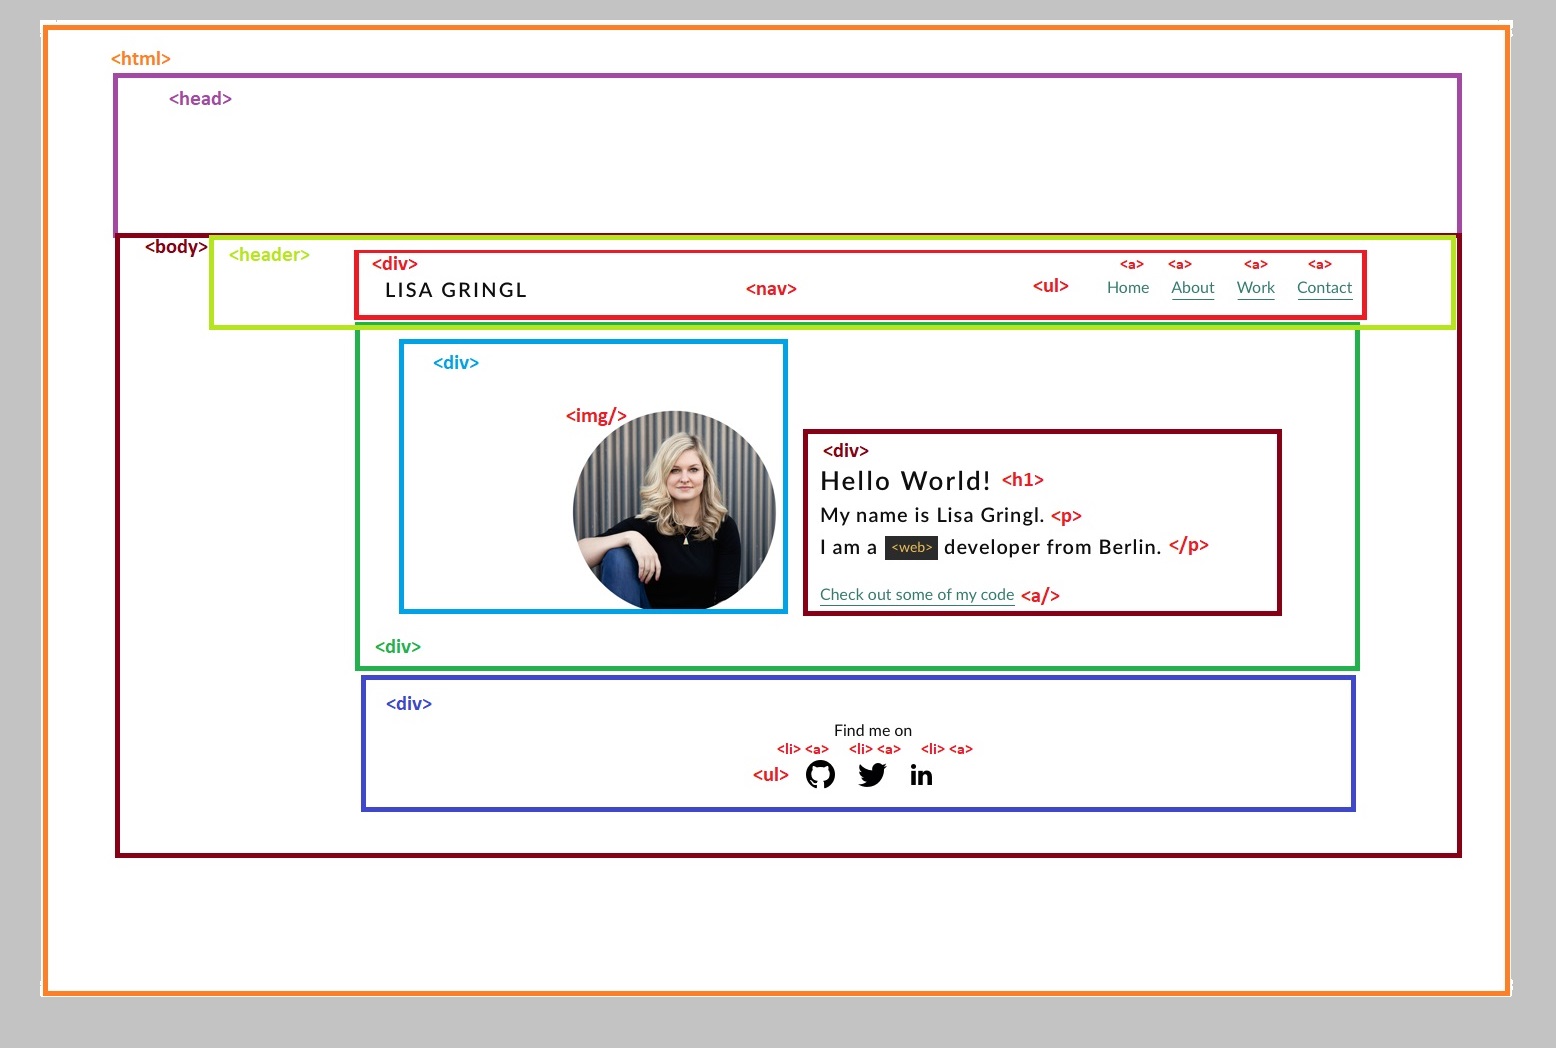 <html>
<head>
<body>
<header>
<div>
<a> <a> <a> <a>
LISA GRINGL <nav> <ul> Home About Work Contact
<div>
<img/>
<div>
Hello World! <h1>
My name is Lisa Gringl. <p>
I am a <web> developer from Berlin. </p>
Check out some of my code <a/>
<div>
<div>
Find me on
<li> <a> <li> <a> <li> <a>
<ul> in